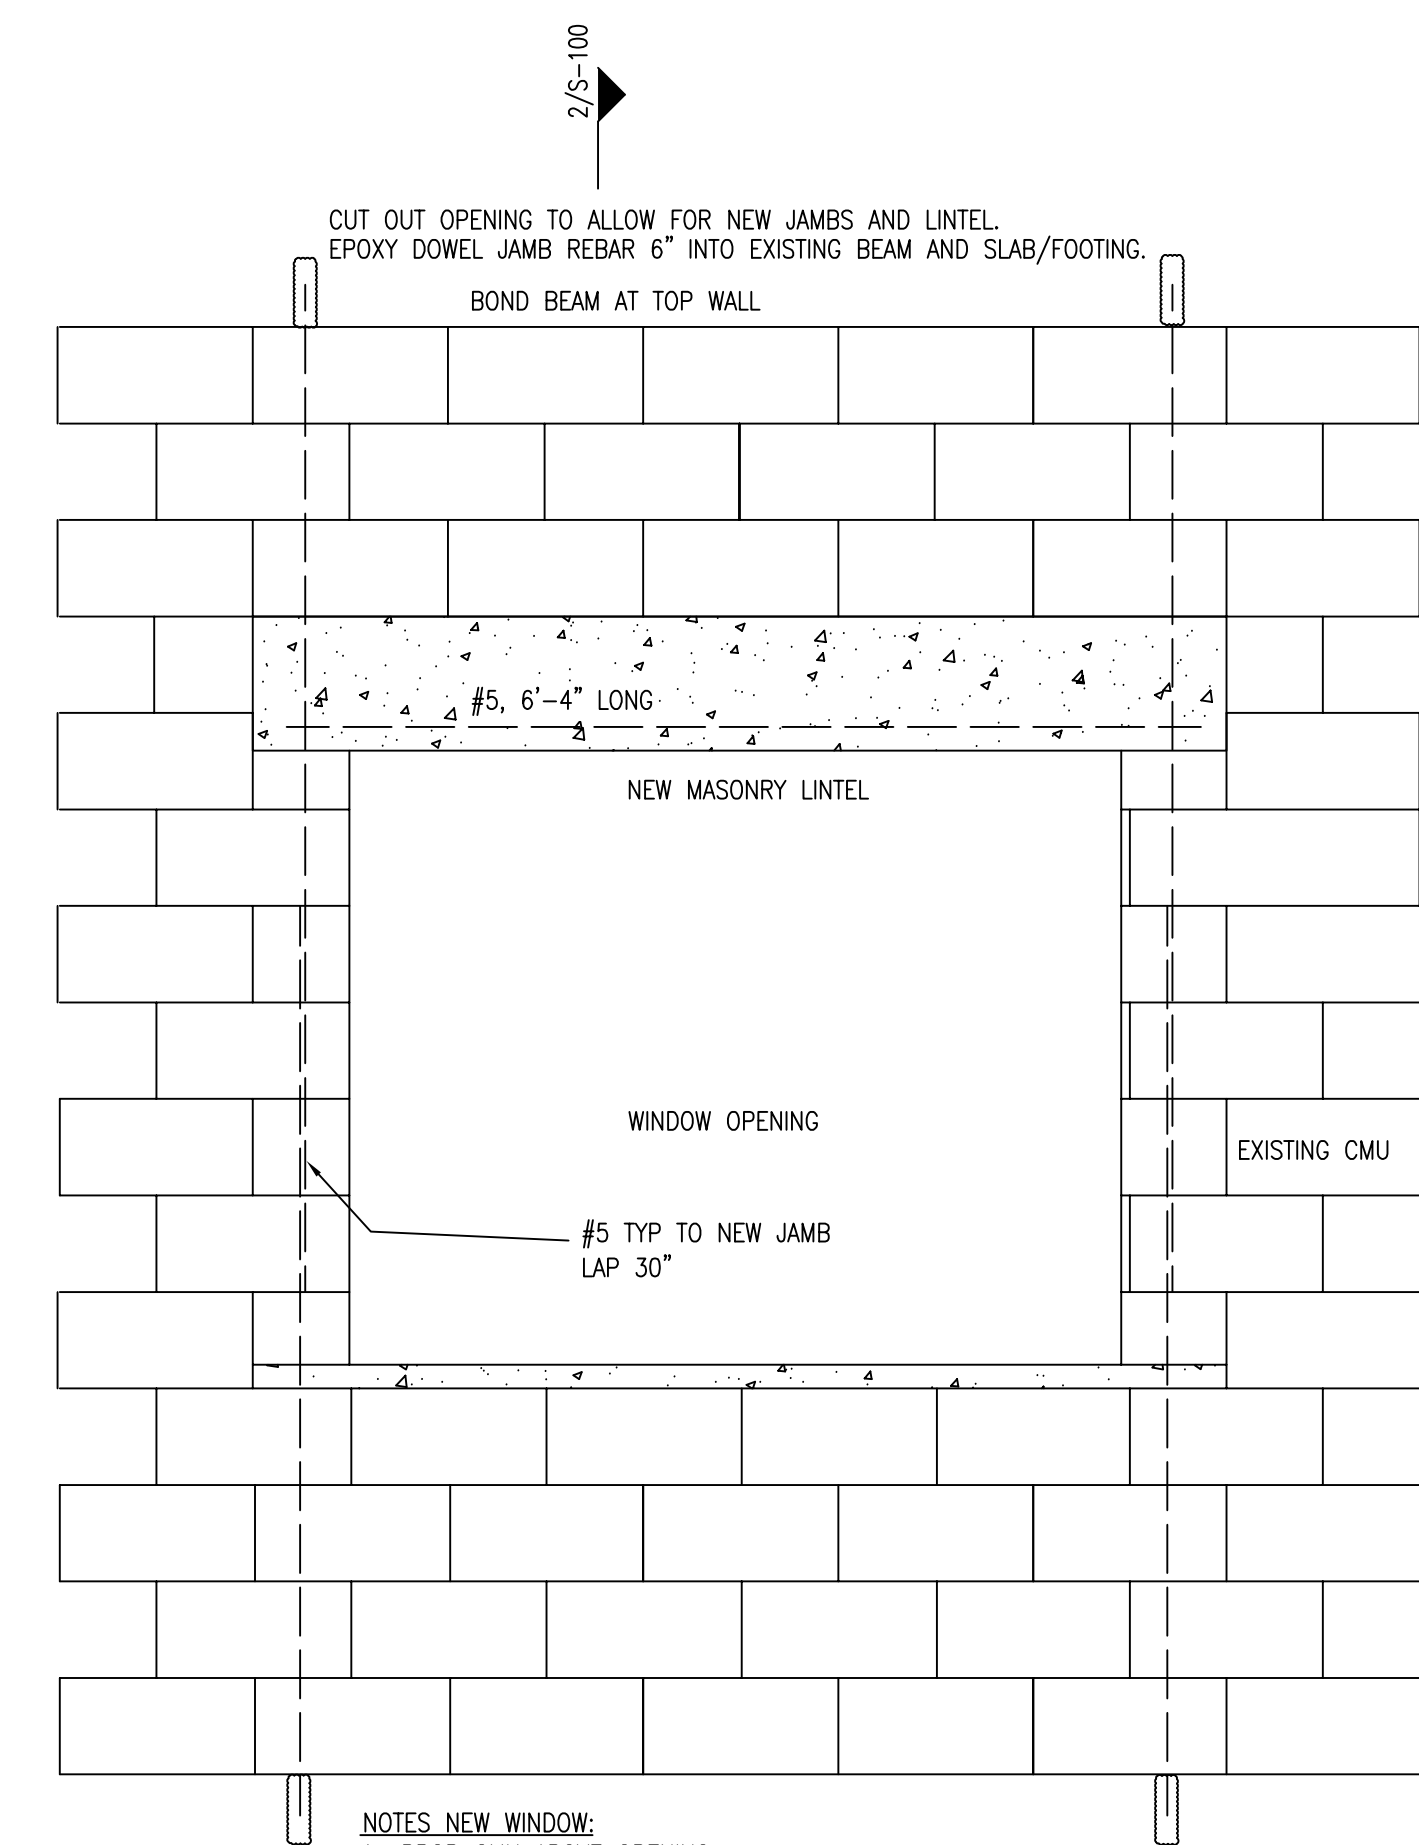 2/S-100
CUT OUT OPENING TO ALLOW FOR NEW JAMBS AND LINTEL.
EPOXY DOWEL JAMB REBAR 6" INTO EXISTING BEAM AND SLAB/FOOTING.
BOND BEAM AT TOP WALL
#5, 6'-4" LONG
NEW MASONRY LINTEL
WINDOW OPENING
EXISTING CMU
#5 TYP TO NEW JAMB
LAP 30"
NOTES NEW WINDOW: